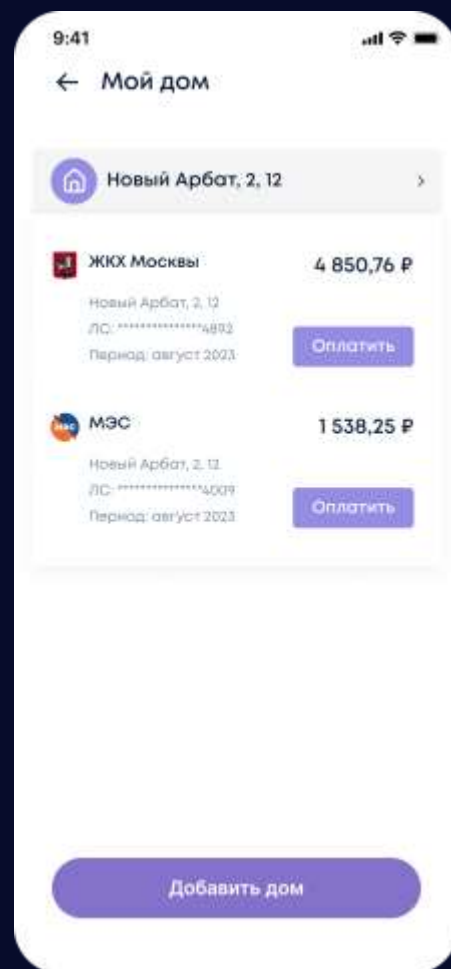 9:41
Мой дом
Новый Арбат, 2, 12
ЖКХ Москвы
4 850,76 ₽
Новый Арбат, 2, 12
ЛС: ***************4892
Период: август 2023
Оплатить
МЭС
1 538,25 ₽
Новый Арбат, 2, 12
ЛС: ***************4009
Период: август 2023
Оплатить
Добавить дом